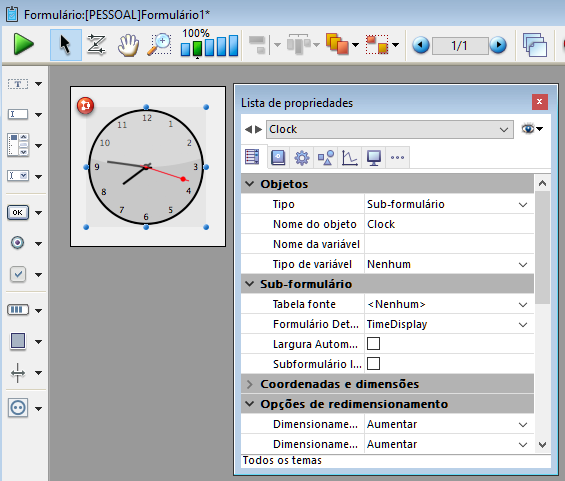 Formulário:[PESSOAL]Formulário1*
100%
1/1
T
OK
12
11
1
10
2
9
3
8
4
7
5
6
Lista de propriedades
x
Clock
Objetos
Tipo Sub-formulário
Nome do objeto Clock
Nome da variável
Tipo de variável Nenhum
Sub-formulário
Tabela fonte <Nenhum>
Formulário Det... TimeDisplay
Largura Autom...
Subformulário I...
Coordenadas e dimensões
Opções de redimensionamento
Dimensioname... Aumentar
Dimensioname... Aumentar
Todos os temas